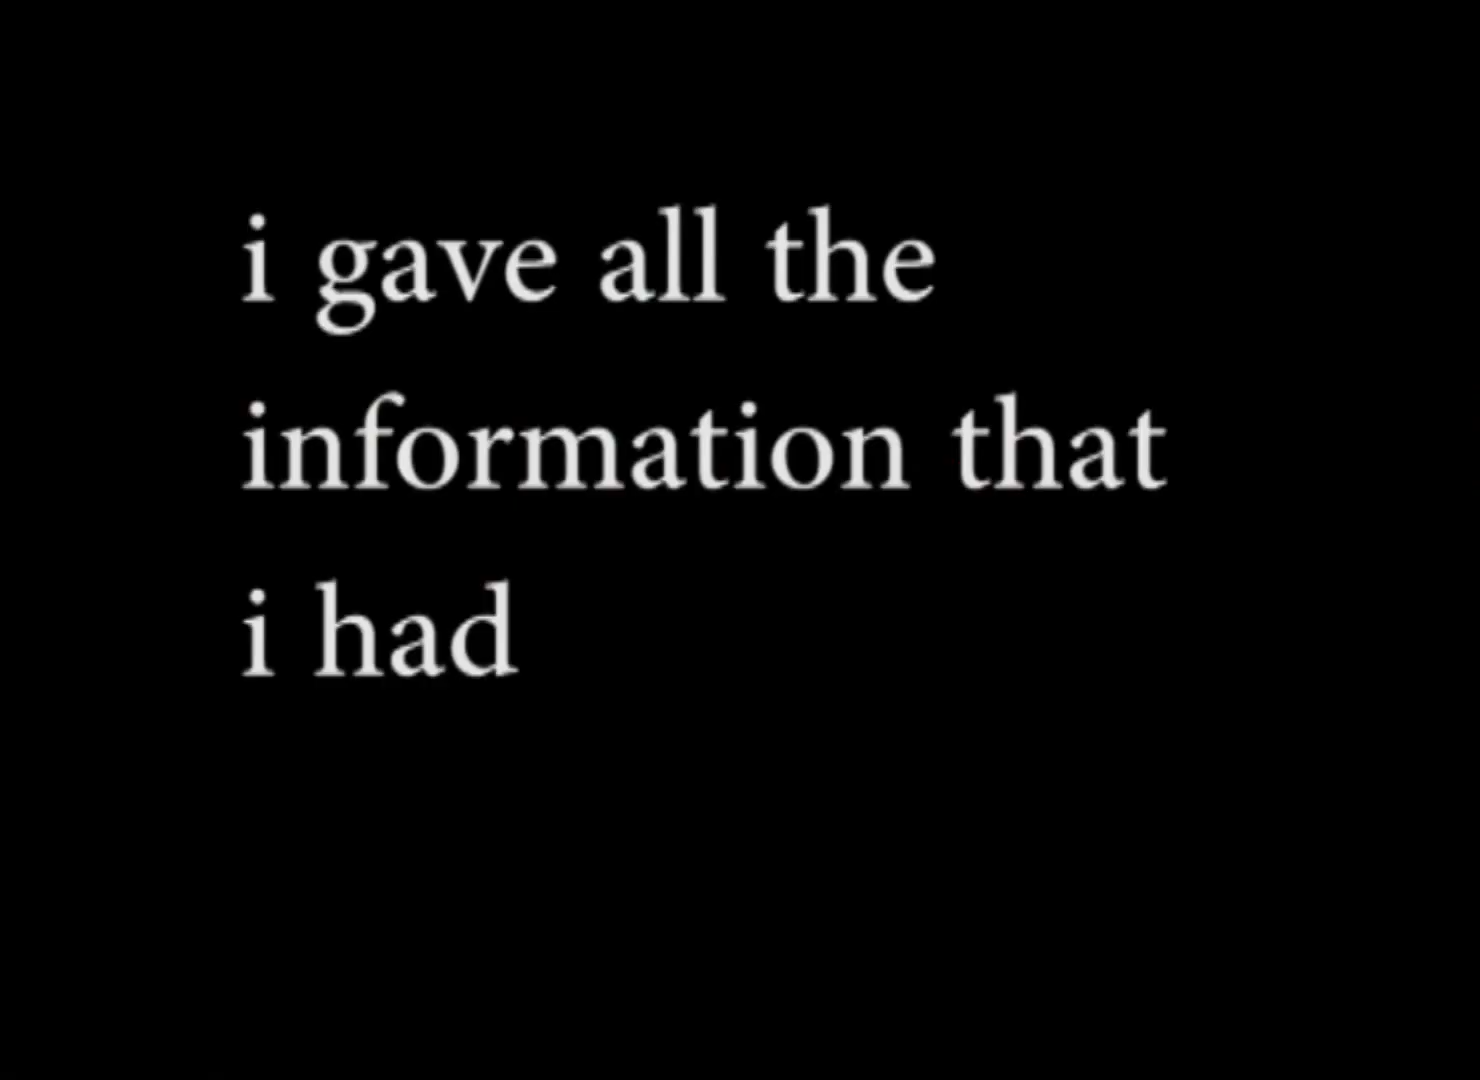 i gave all the
information that
i had